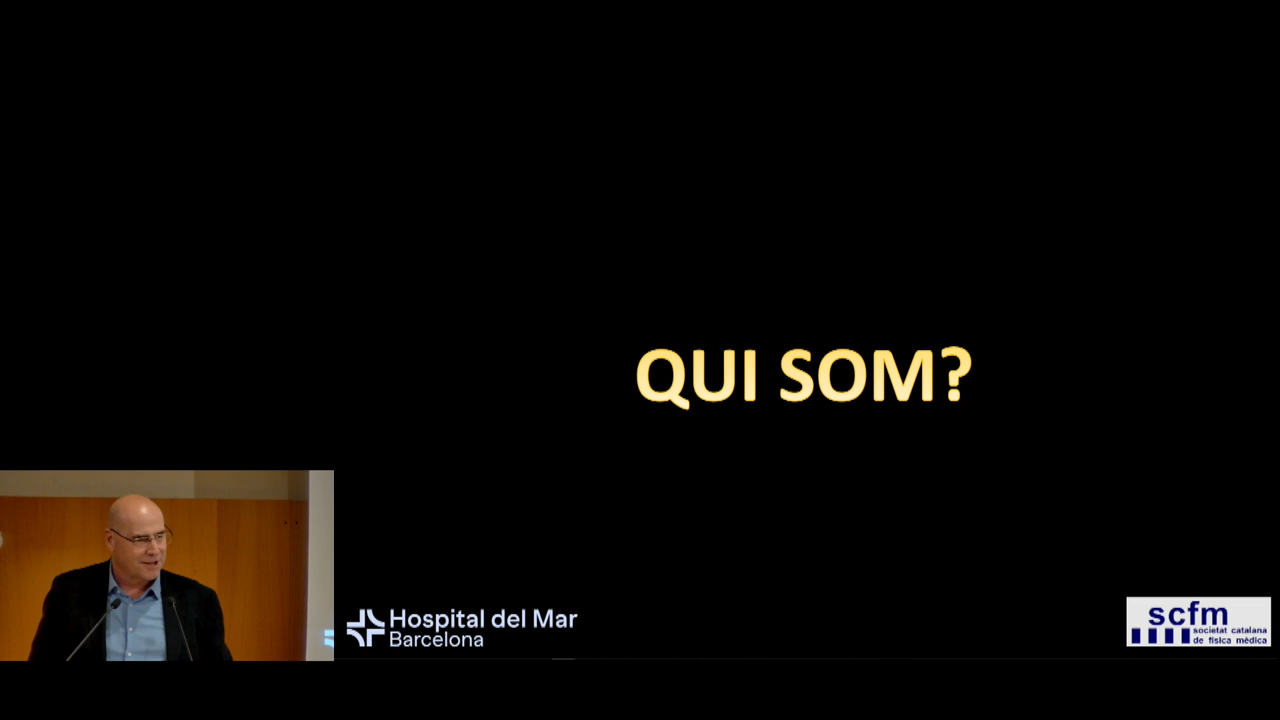 QUI SOM?
Hospital del Mar
Barcelona
scfm
societat catalana
de física mèdica